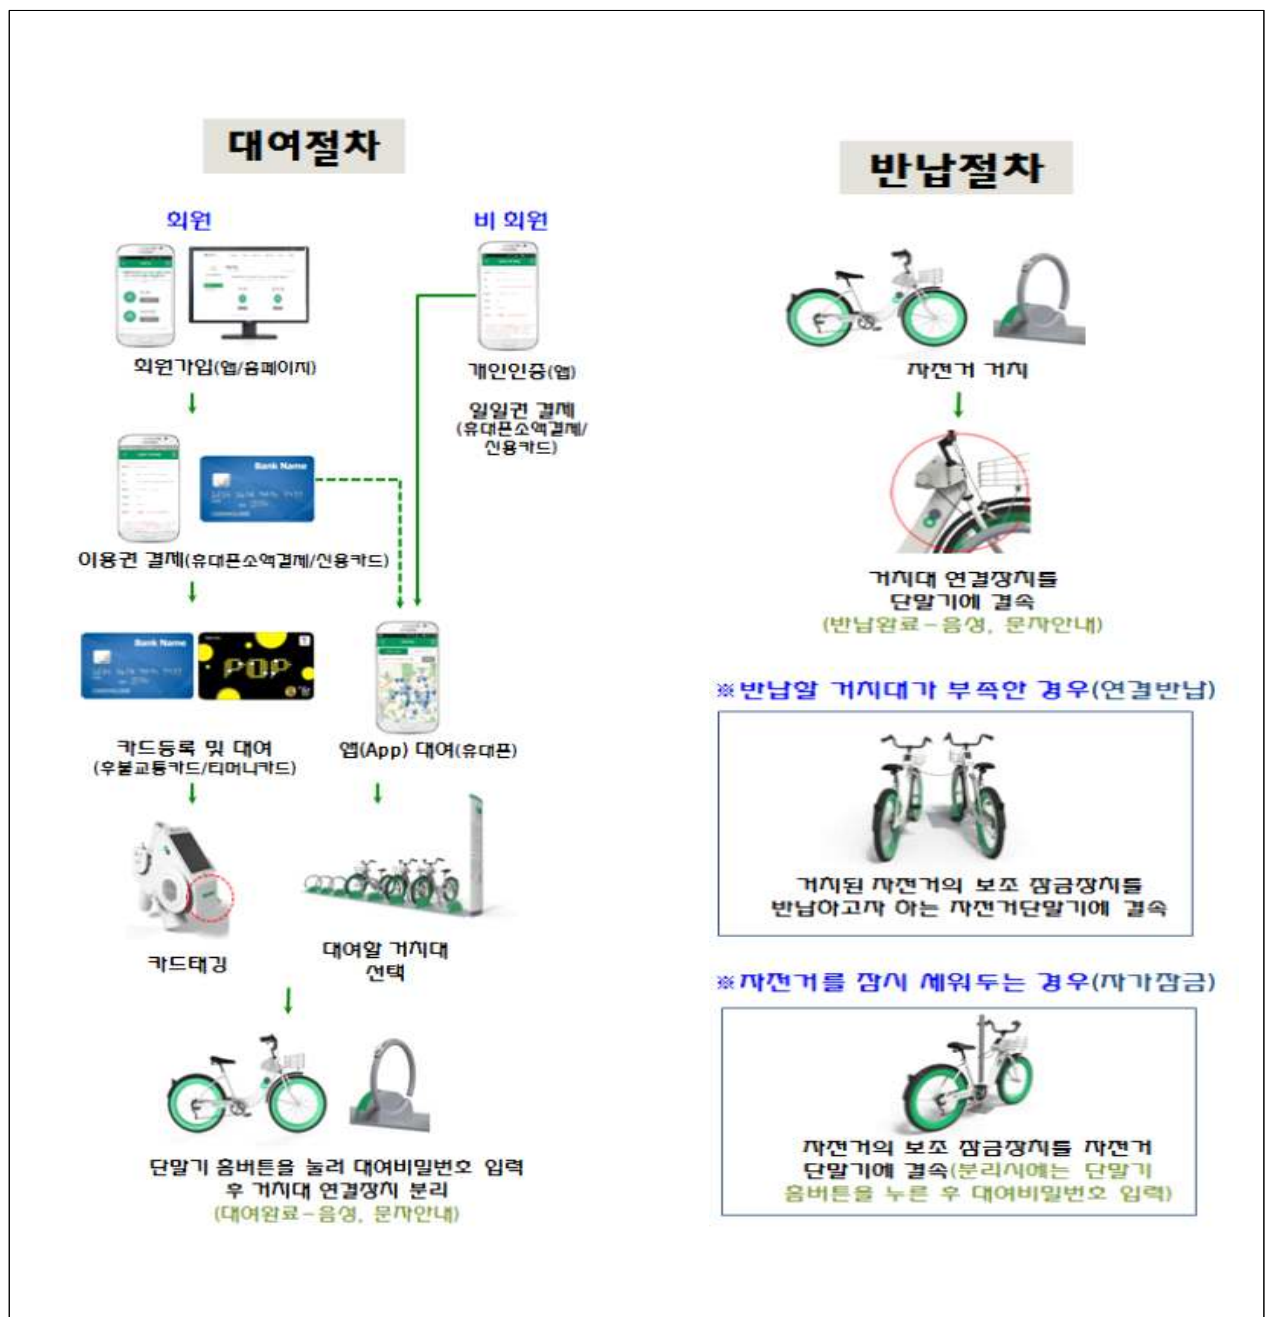 대여절차
회원
비 회원
회원가입(앱/홈페이지)
개인인증(앱)
일일권 결제
(휴대폰소액결제/
신용카드)
Bank Name
이용권 결제(휴대폰소액결제/신용카드)
Bank Name
POP
카드등록 및 대여
(후불교통카드/티머니카드)
앱(App) 대여(휴대폰)
카드태깅
대여할 거치대
선택
단말기 홈버튼을 눌러 대여비밀번호 입력
후 거치대 연결장치 분리
(대여완료-음성, 문자안내)
반납절차
자전거 거치
거치대 연결장치를
단말기에 결속
(반납완료-음성, 문자안내)
※반납할 거치대가 부족한 경우(연결반납)
거치된 자전거의 보조 잠금장치를
반납하고자 하는 자전거단말기에 결속
※자전거를 잠시 세워두는 경우(자가잠금)
자전거의 보조 잠금장치를 자전거
단말기에 결속(분리시에는 단말기
홈버튼을 누른 후 대여비밀번호 입력)